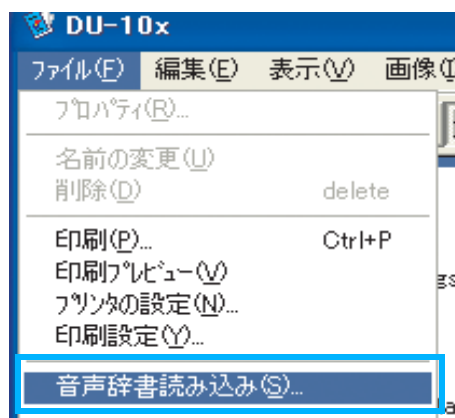 DU-10x
ファイル(F) 編集(E) 表示(V) 画像(I
プロパティ(R)...
名前の変更(U)
削除(D) delete
印刷(P)... Ctrl+P
印刷プレビュー(V)
プリンタの設定(N)...
印刷設定(Y)...
音声辞書読み込み(S)...